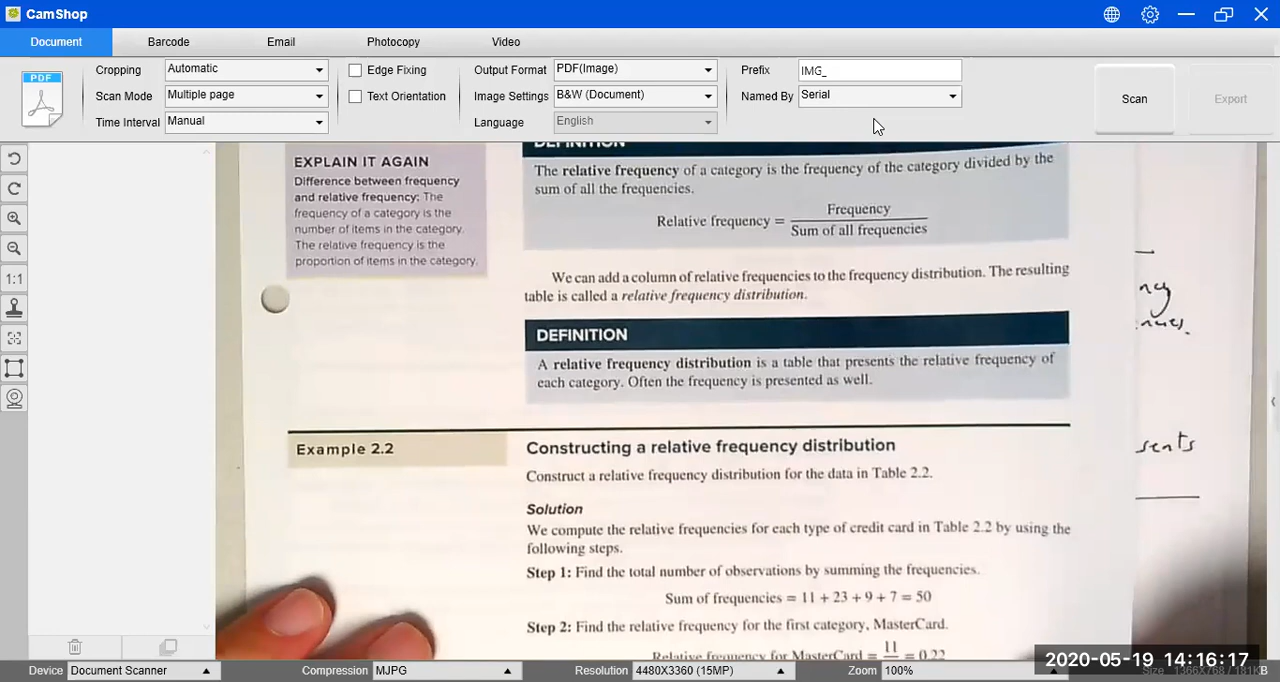 CamShop
Document Barcode Email Photocopy Video
PDF
Cropping Automatic
Scan Mode Multiple page
Time Interval Manual
Edge Fixing
Text Orientation
Output Format PDF(Image)
Image Settings B&W (Document)
Language English
Prefix IMG_
Named By Serial
Scan
Export
1:1
EXPLAIN IT AGAIN
Difference between frequency
and relative frequency: The
frequency of a category is the
number of items in the category.
The relative frequency is the
proportion of items in the category.
DEFINITION
The relative frequency of a category is the frequency of the category divided by the
sum of all the frequencies.
Relative frequency = Frequency / Sum of all frequencies
We can add a column of relative frequencies to the frequency distribution. The resulting
table is called a relative frequency distribution.
DEFINITION
A relative frequency distribution is a table that presents the relative frequency of
each category. Often the frequency is presented as well.
Example 2.2
Constructing a relative frequency distribution
Construct a relative frequency distribution for the data in Table 2.2.
Solution
We compute the relative frequencies for each type of credit card in Table 2.2 by using the
following steps.
Step 1: Find the total number of observations by summing the frequencies.
Sum of frequencies = 11 + 23 + 9 + 7 = 50
Step 2: Find the relative frequency for the first category, MasterCard.
Relative frequency for MasterCard = 11 = 0.22
Device Document Scanner
Compression MJPG
Resolution 4480X3360 (15MP)
Zoom 100%
2020-05-19 14:16:17